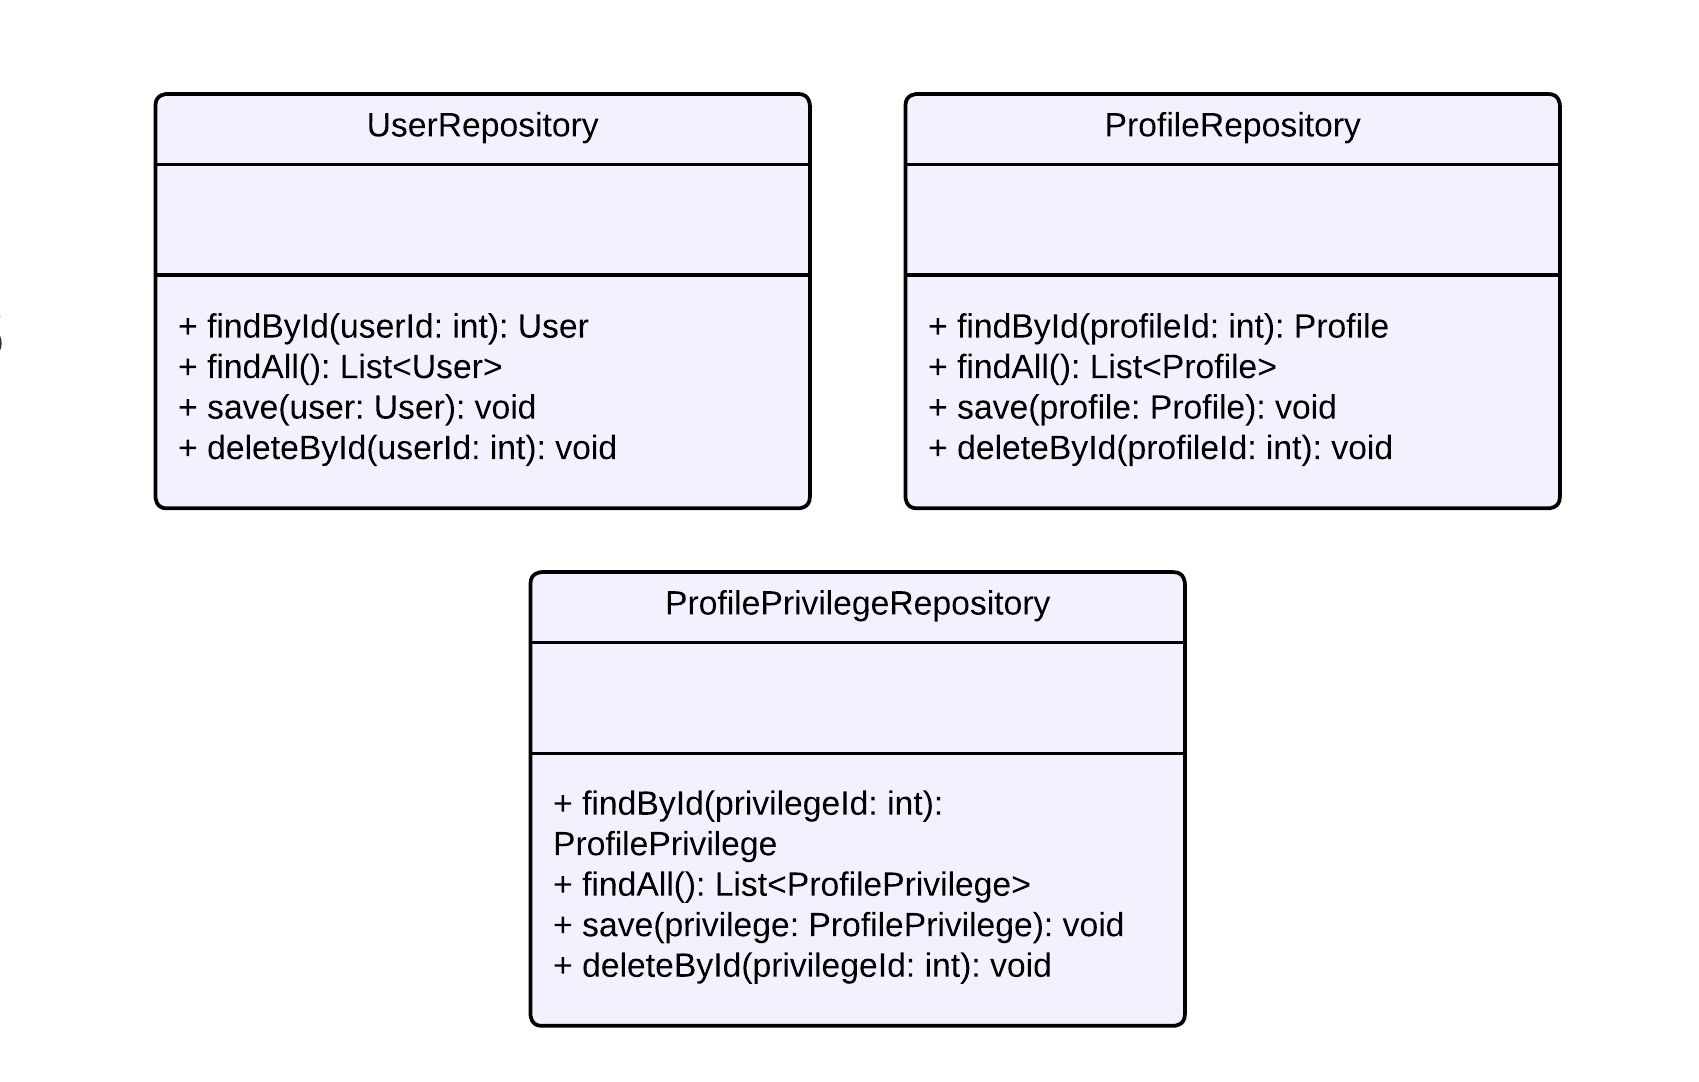 UserRepository
+ findById(userId: int): User
+ findAll(): List<User>
+ save(user: User): void
+ deleteById(userId: int): void
ProfileRepository
+ findById(profileId: int): Profile
+ findAll(): List<Profile>
+ save(profile: Profile): void
+ deleteById(profileId: int): void
ProfilePrivilegeRepository
+ findById(privilegeId: int):
ProfilePrivilege
+ findAll(): List<ProfilePrivilege>
+ save(privilege: ProfilePrivilege): void
+ deleteById(privilegeId: int): void